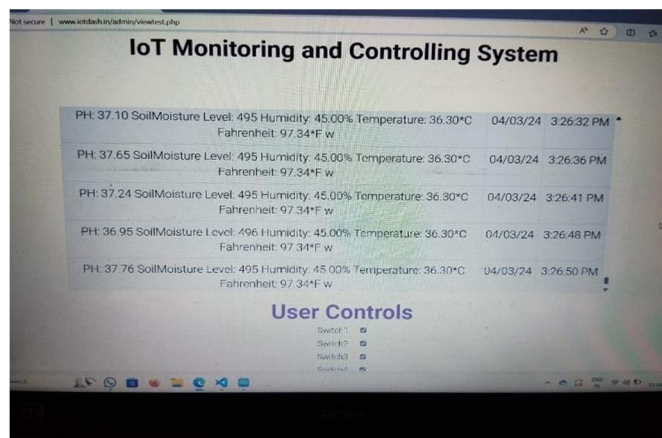 Not secure | www.iotdash.in/admin/viewtest.php
IoT Monitoring and Controlling System
PH: 37.10 SoilMoisture Level: 495 Humidity: 45.00% Temperature: 36.30*C 04/03/24 3:26:32 PM
Fahrenheit: 97.34*F w
PH: 37.65 SoilMoisture Level: 495 Humidity: 45.00% Temperature: 36.30*C 04/03/24 3:26:36 PM
Fahrenheit: 97.34*F w
PH: 37.24 SoilMoisture Level: 495 Humidity: 45.00% Temperature: 36.30*C 04/03/24 3:26:41 PM
Fahrenheit: 97.34*F w
PH: 36.95 SoilMoisture Level: 496 Humidity: 45.00% Temperature: 36.30*C 04/03/24 3:26:48 PM
Fahrenheit: 97.34*F w
PH: 37.76 SoilMoisture Level: 495 Humidity: 45.00% Temperature: 36.30*C 04/03/24 3:26:50 PM
Fahrenheit: 97.34*F w
User Controls
Switch1
Switch2
Switch3
Switch4
ENG
IN